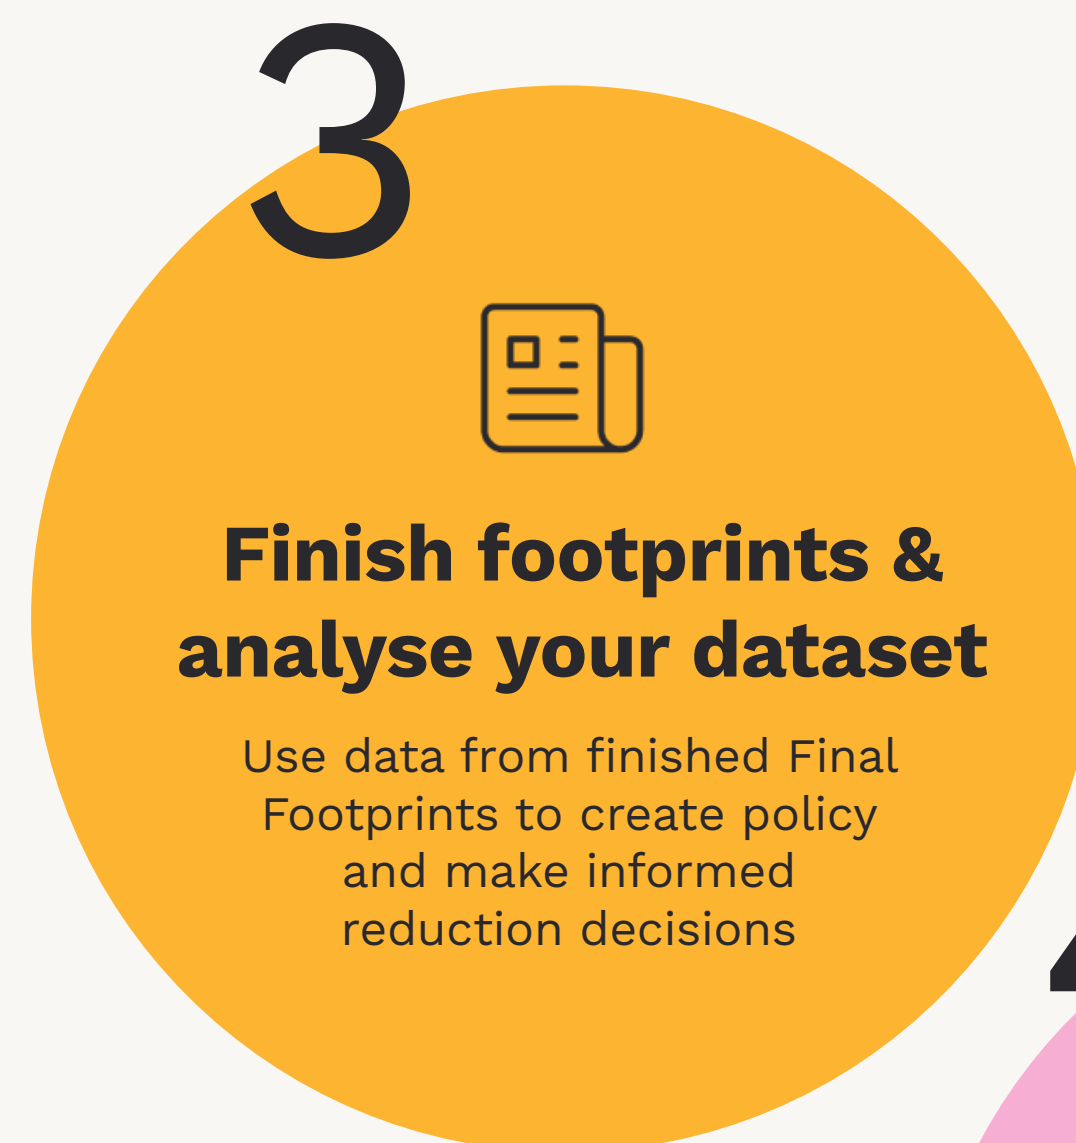 3
Finish footprints &
analyse your dataset
Use data from finished Final
Footprints to create policy
and make informed
reduction decisions